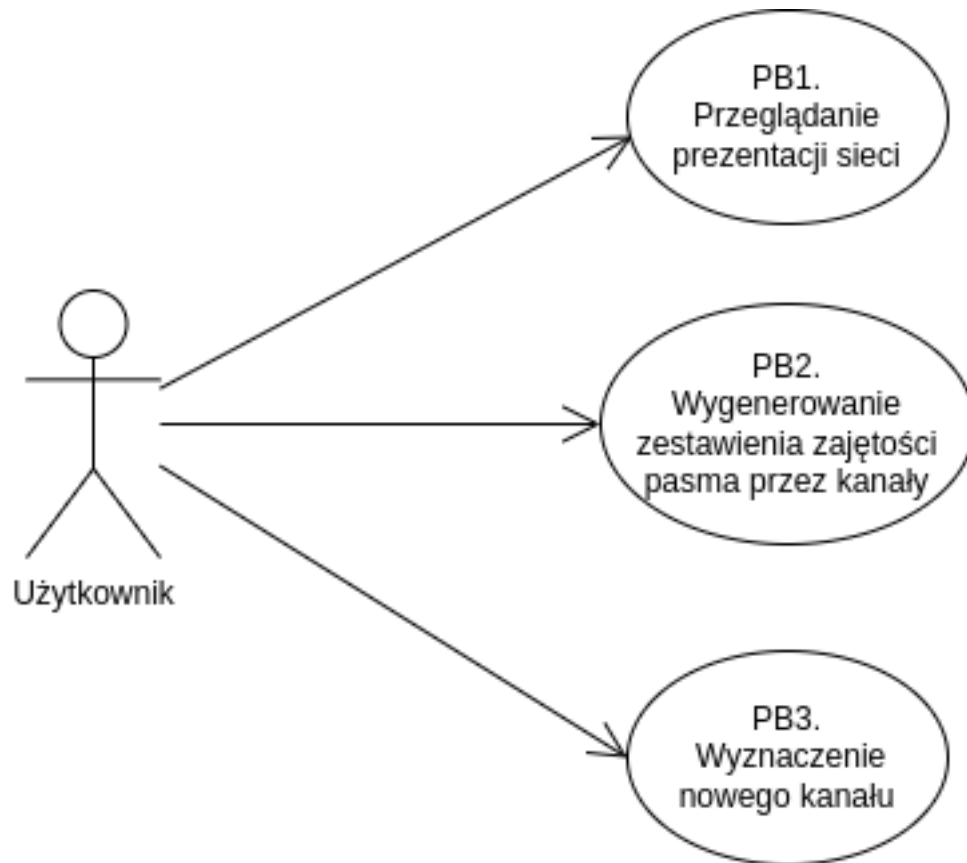 PB1.
Przeglądanie
prezentacji sieci
PB2.
Wygenerowanie
zestawienia zajętości
pasma przez kanały
Użytkownik
PB3.
Wyznaczenie
nowego kanału